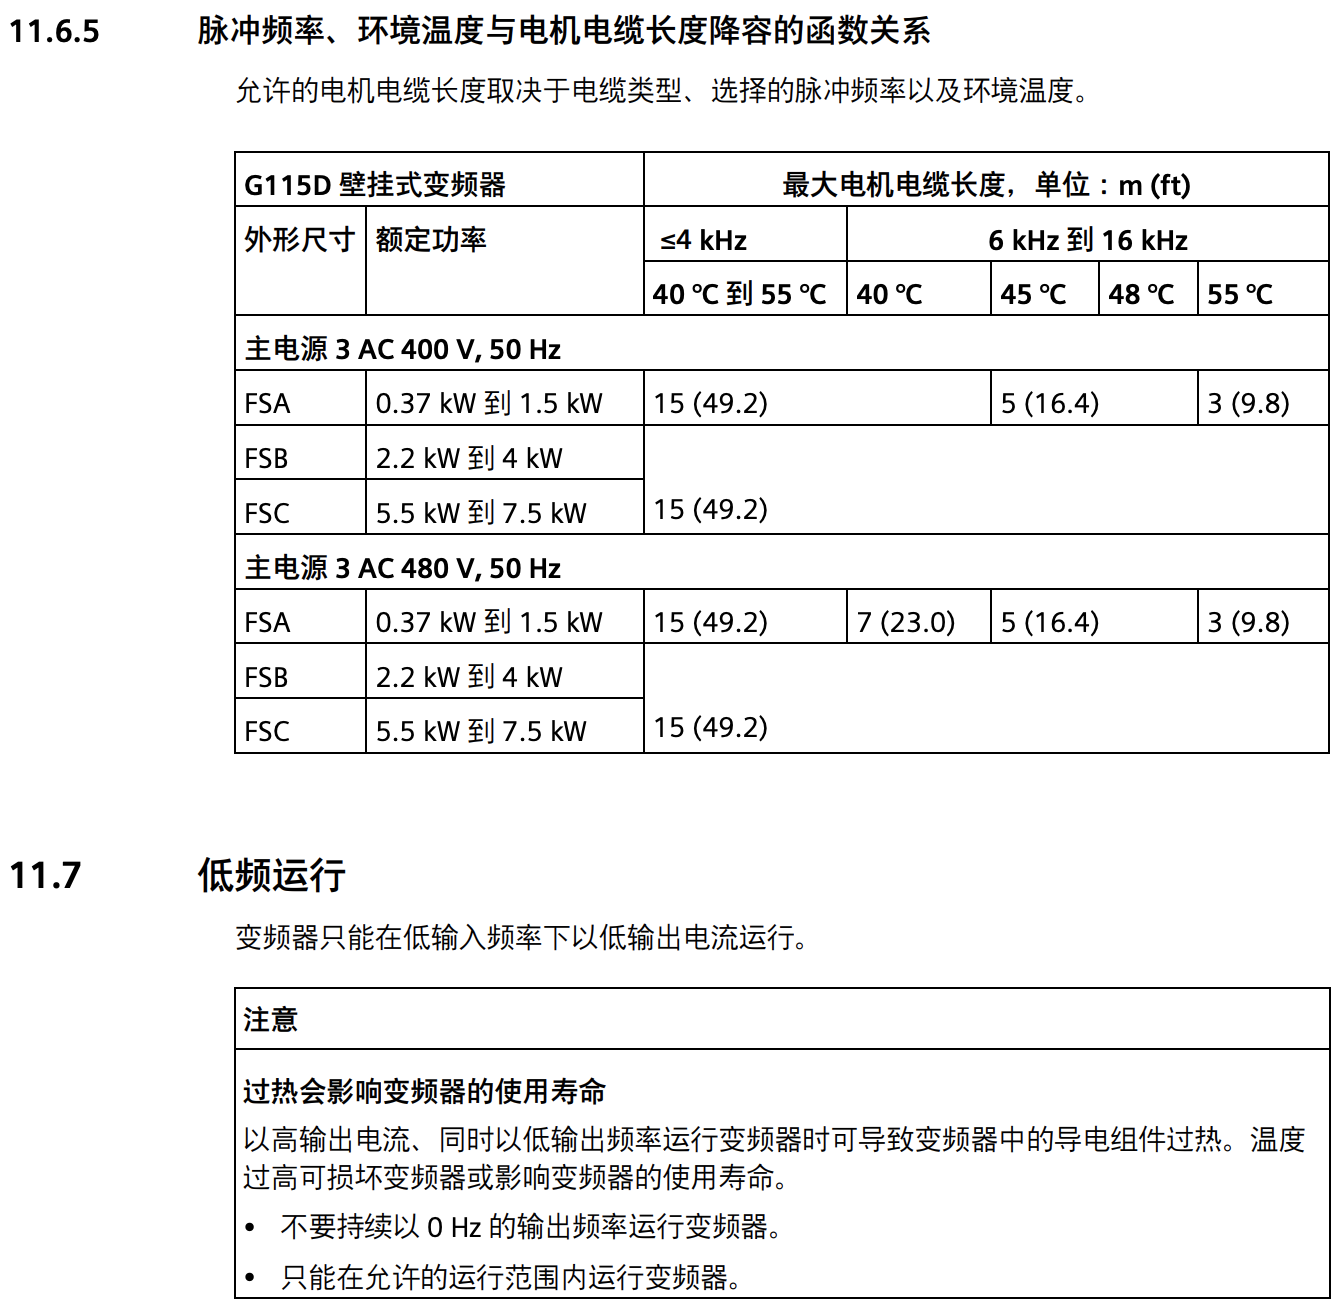 11.6.5 脉冲频率、环境温度与电机电缆长度降容的函数关系
允许的电机电缆长度取决于电缆类型、选择的脉冲频率以及环境温度。
G115D 壁挂式变频器 最大电机电缆长度，单位：m (ft)
外形尺寸 额定功率 ≤4 kHz 6 kHz 到 16 kHz
40 ℃ 到 55 ℃ 40 ℃ 45 ℃ 48 ℃ 55 ℃
主电源 3 AC 400 V, 50 Hz
FSA 0.37 kW 到 1.5 kW 15 (49.2) 5 (16.4) 3 (9.8)
FSB 2.2 kW 到 4 kW
FSC 5.5 kW 到 7.5 kW 15 (49.2)
主电源 3 AC 480 V, 50 Hz
FSA 0.37 kW 到 1.5 kW 15 (49.2) 7 (23.0) 5 (16.4) 3 (9.8)
FSB 2.2 kW 到 4 kW
FSC 5.5 kW 到 7.5 kW 15 (49.2)
11.7 低频运行
变频器只能在低输入频率下以低输出电流运行。
注意
过热会影响变频器的使用寿命
以高输出电流、同时以低输出频率运行变频器时可导致变频器中的导电组件过热。温度
过高可损坏变频器或影响变频器的使用寿命。
• 不要持续以 0 Hz 的输出频率运行变频器。
• 只能在允许的运行范围内运行变频器。